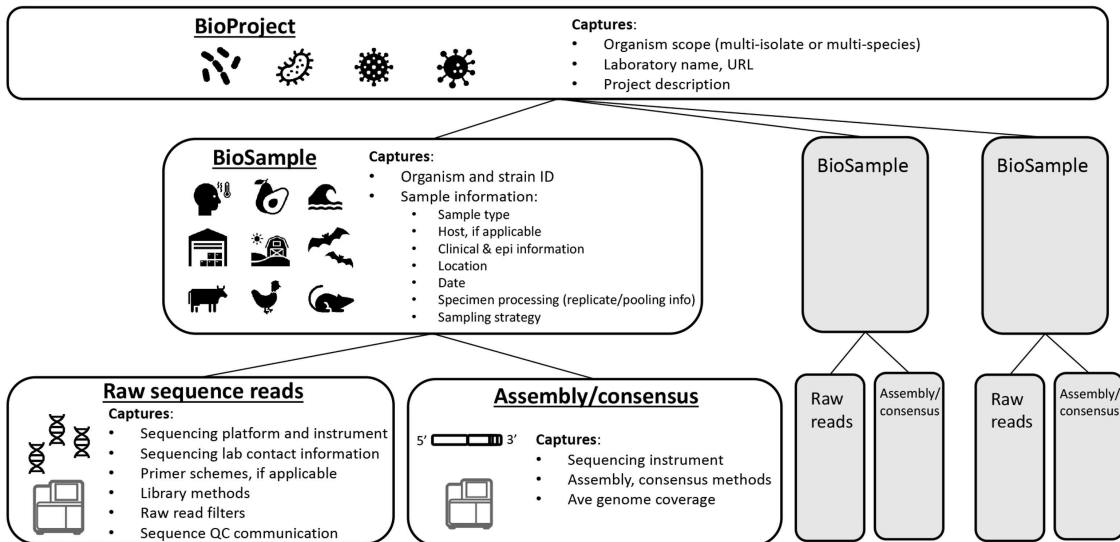 BioProject
Captures:
• Organism scope (multi-isolate or multi-species)
• Laboratory name, URL
• Project description
BioSample
Captures:
• Organism and strain ID
• Sample information:
• Sample type
• Host, if applicable
• Clinical & epi information
• Location
• Date
• Specimen processing (replicate/pooling info)
• Sampling strategy
BioSample
BioSample
Raw sequence reads
Captures:
• Sequencing platform and instrument
• Sequencing lab contact information
• Primer schemes, if applicable
• Library methods
• Raw read filters
• Sequence QC communication
Assembly/consensus
5’ 3’
Captures:
• Sequencing instrument
• Assembly, consensus methods
• Ave genome coverage
Raw
reads
Assembly/
consensus
Raw
reads
Assembly/
consensus